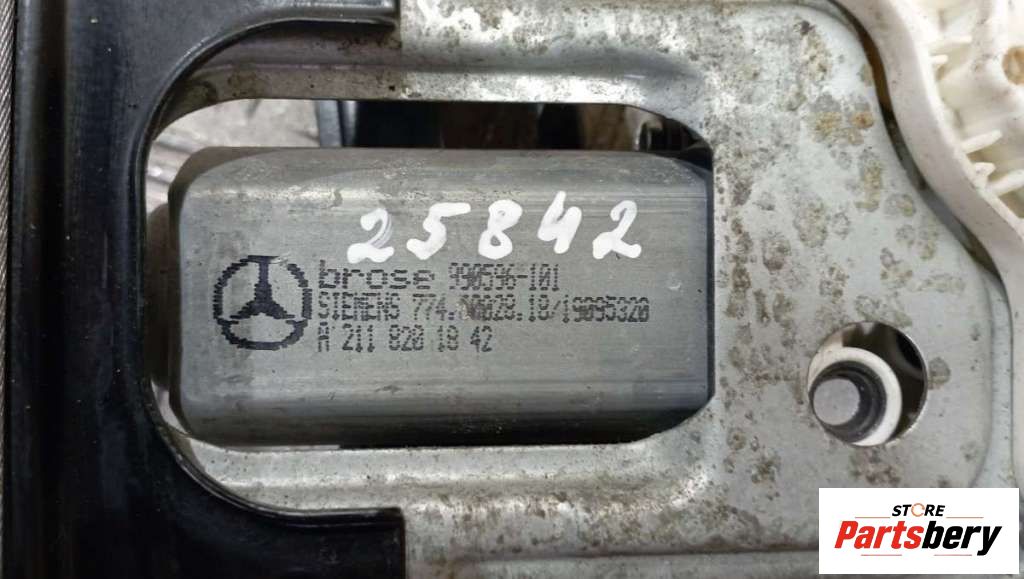 25842
brose 990596-101
SIEMENS 774.00028.18/19095320
A 211 820 18 42
STORE
Partsbery